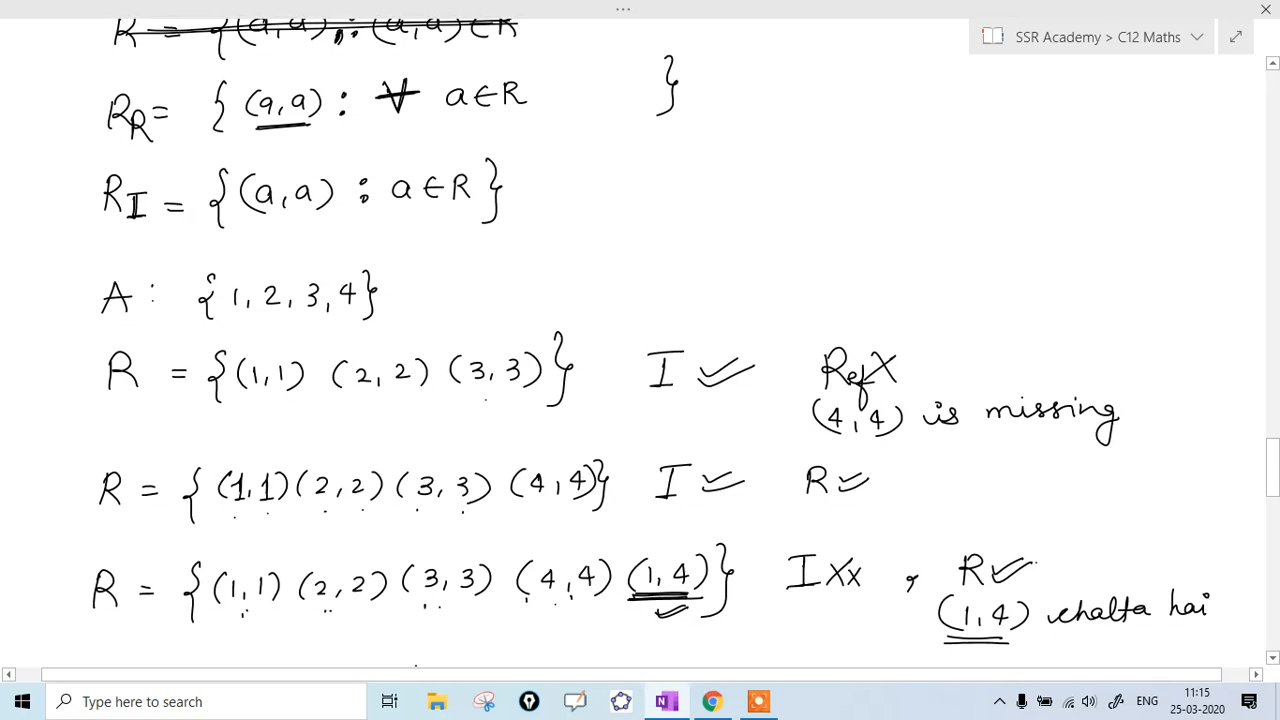 SSR Academy > C12 Maths
R = {(a,a) : (a,a) ∈ R
R_R = {(a,a) : ∀ a∈R }
R_I = {(a,a) : a∈R}
A : {1, 2, 3, 4}
R = {(1,1) (2,2) (3,3)} I ✓ Ref X
(4,4) is missing
R = {(1,1) (2,2) (3,3) (4,4)} I ✓ R ✓
R = {(1,1) (2,2) (3,3) (4,4) (1,4)} I Xx , R ✓
✓ (1,4) chalta hai
Type here to search
ENG
11:15
25-03-2020